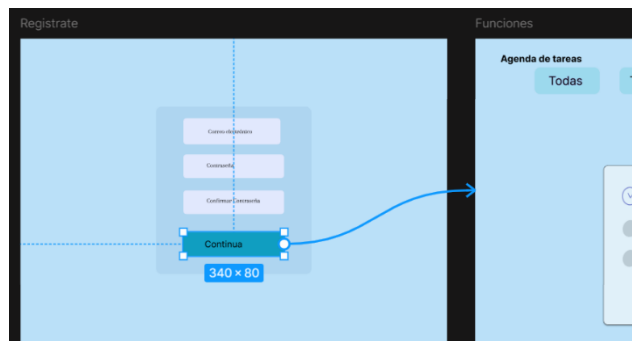 Registrate
Funciones
Agenda de tareas
Todas
T
Correo electrónico
Contraseña
Confirmar Contraseña
Continua
340 × 80